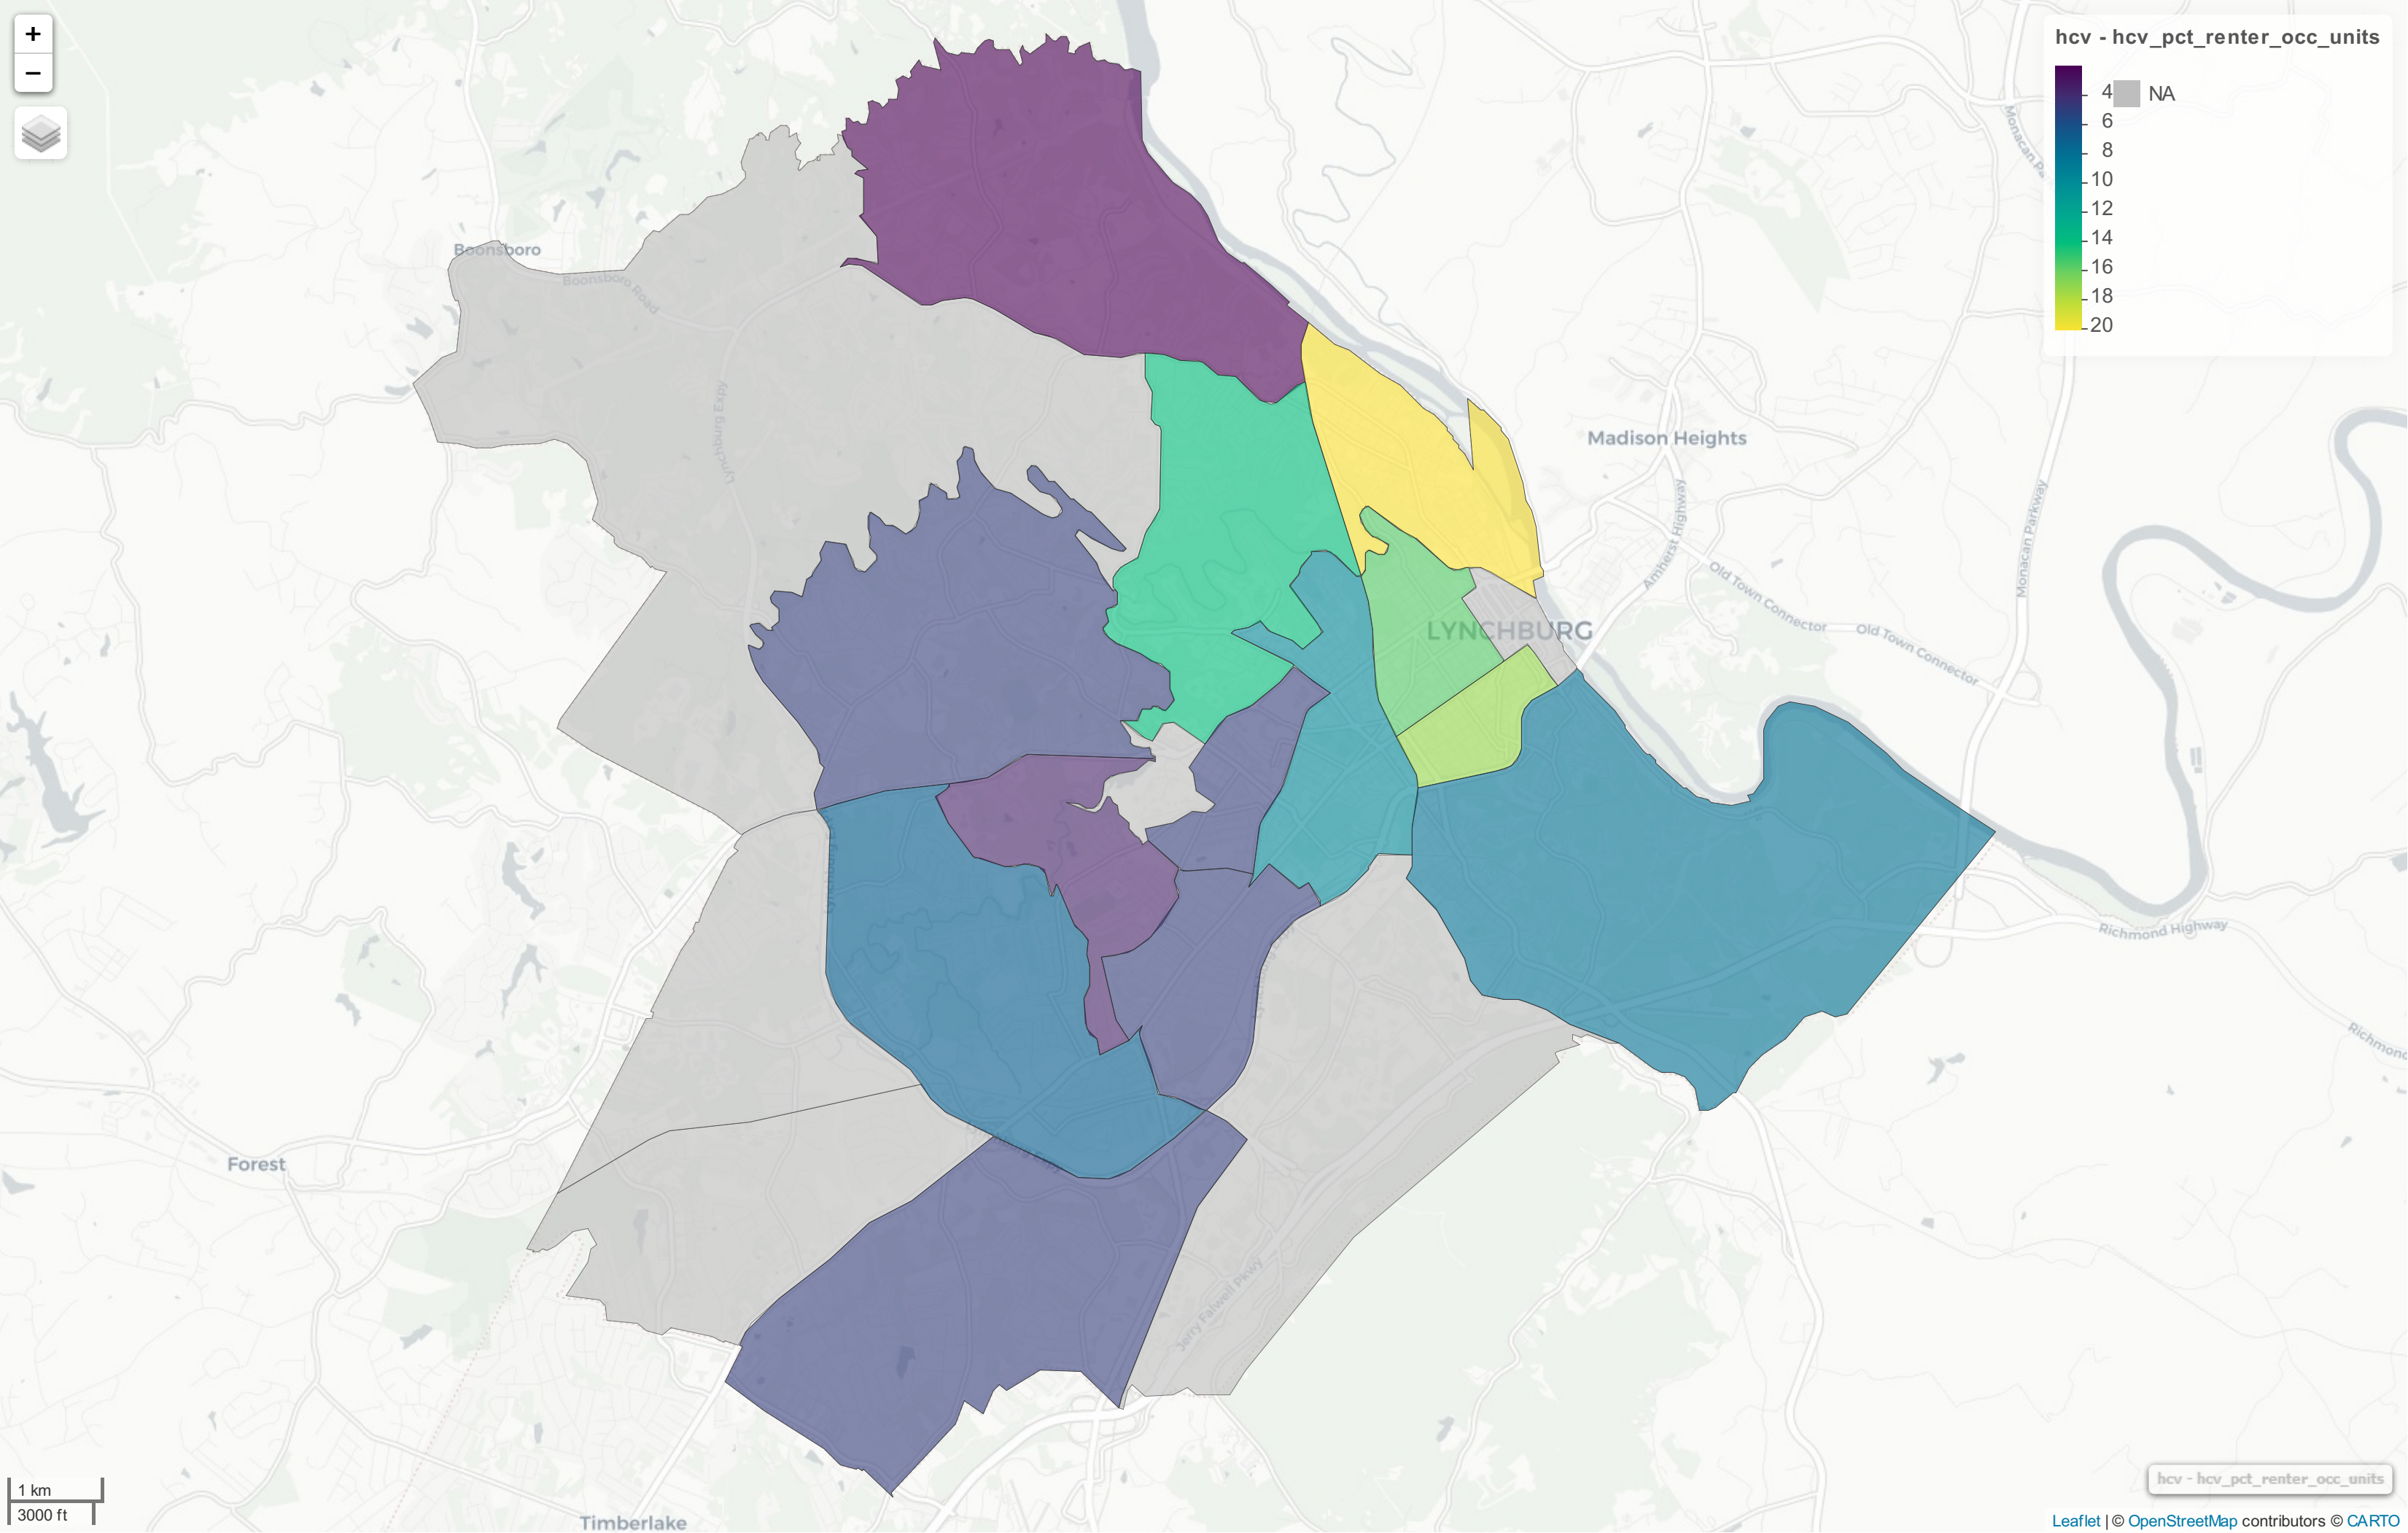 +
−
hcv - hcv_pct_renter_occ_units
4
NA
6
8
10
12
14
16
18
20
Boonsboro
Boonsboro Road
Lynchburg Expy
Madison Heights
Monacan Parkway
Amherst Highway
Old Town Connector
Old Town Connector
LYNCHBURG
Richmond Highway
Richmond
Forest
Jerry Falwell Pkwy
Timberlake
1 km
3000 ft
hcv - hcv_pct_renter_occ_units
Leaflet | © OpenStreetMap contributors © CARTO